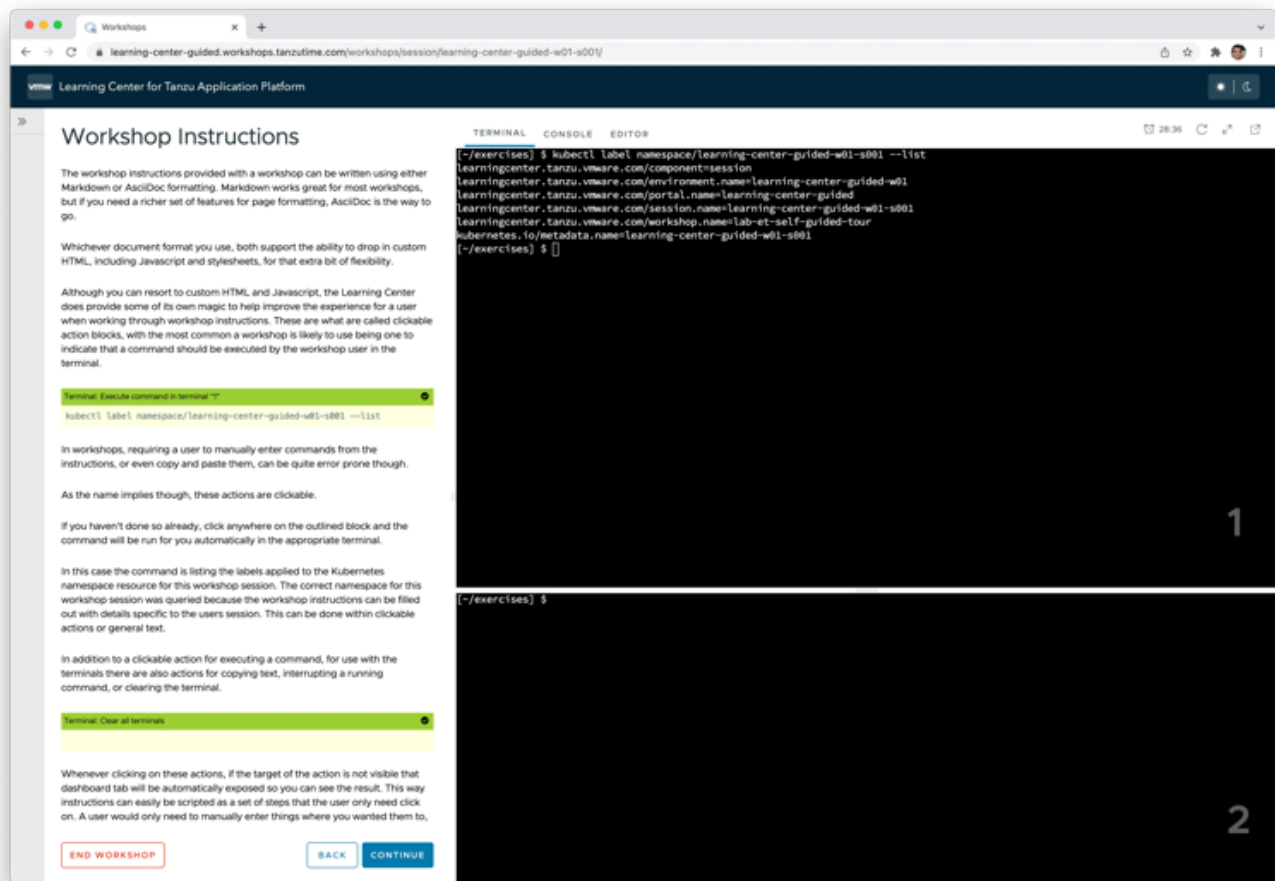 Workshops
learning-center-guided.workshops.tanzutime.com/workshops/session/learning-center-guided-w01-s001/
vmw Learning Center for Tanzu Application Platform
Workshop Instructions
The workshop instructions provided with a workshop can be written using either
Markdown or AsciiDoc formatting. Markdown works great for most workshops,
but if you need a richer set of features for page formatting, AsciiDoc is the way to
go.
Whichever document format you use, both support the ability to drop in custom
HTML, including Javascript and stylesheets, for that extra bit of flexibility.
Although you can resort to custom HTML and Javascript, the Learning Center
does provide some of its own magic to help improve the experience for a user
when working through workshop instructions. These are what are called clickable
action blocks, with the most common a workshop is likely to use being one to
indicate that a command should be executed by the workshop user in the
terminal.
Terminal: Execute command in terminal "1"
kubectl label namespace/learning-center-guided-w01-s001 --list
In workshops, requiring a user to manually enter commands from the
instructions, or even copy and paste them, can be quite error prone though.
As the name implies though, these actions are clickable.
If you haven't done so already, click anywhere on the outlined block and the
command will be run for you automatically in the appropriate terminal.
In this case the command is listing the labels applied to the Kubernetes
namespace resource for this workshop session. The correct namespace for this
workshop session was queried because the workshop instructions can be filled
out with details specific to the users session. This can be done within clickable
actions or general text.
In addition to a clickable action for executing a command, for use with the
terminals there are also actions for copying text, interrupting a running
command, or clearing the terminal.
Terminal: Clear all terminals
Whenever clicking on these actions, if the target of the action is not visible that
dashboard tab will be automatically exposed so you can see the result. This way
instructions can easily be scripted as a set of steps that the user only need click
on. A user would only need to manually enter things where you wanted them to,
END WORKSHOP BACK CONTINUE
TERMINAL CONSOLE EDITOR 28:36
[~/exercises] $ kubectl label namespace/learning-center-guided-w01-s001 --list
learningcenter.tanzu.vmware.com/component=session
learningcenter.tanzu.vmware.com/environment.name=learning-center-guided-w01
learningcenter.tanzu.vmware.com/portal.name=learning-center-guided
learningcenter.tanzu.vmware.com/session.name=learning-center-guided-w01-s001
learningcenter.tanzu.vmware.com/workshop.name=lab-et-self-guided-tour
kubernetes.io/metadata.name=learning-center-guided-w01-s001
[~/exercises] $
1
[~/exercises] $
2